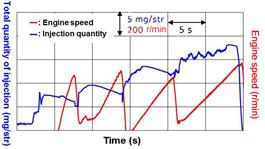 : Engine speed
: Injection quantity
5 mg/str
200 r/min
5 s
Total quantity
of injection (mg/str)
Engine speed (r/min)
Time (s)